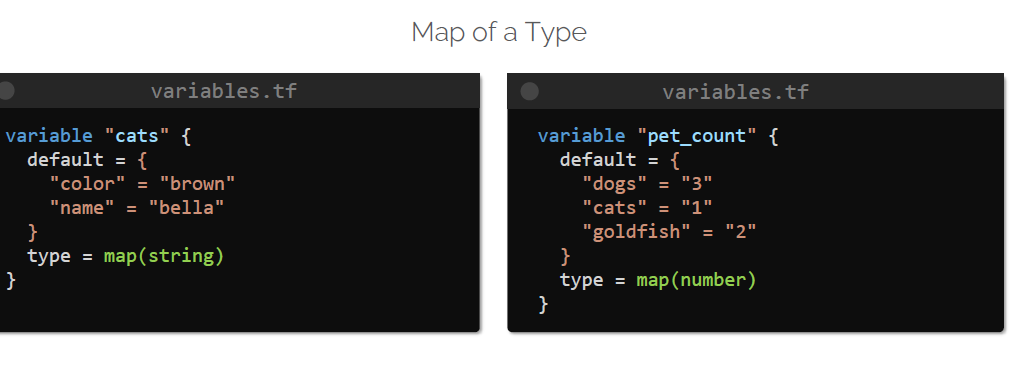 Map of a Type
variables.tf
variable "cats" {
  default = {
    "color" = "brown"
    "name" = "bella"
  }
  type = map(string)
}
variables.tf
variable "pet_count" {
  default = {
    "dogs" = "3"
    "cats" = "1"
    "goldfish" = "2"
  }
  type = map(number)
}